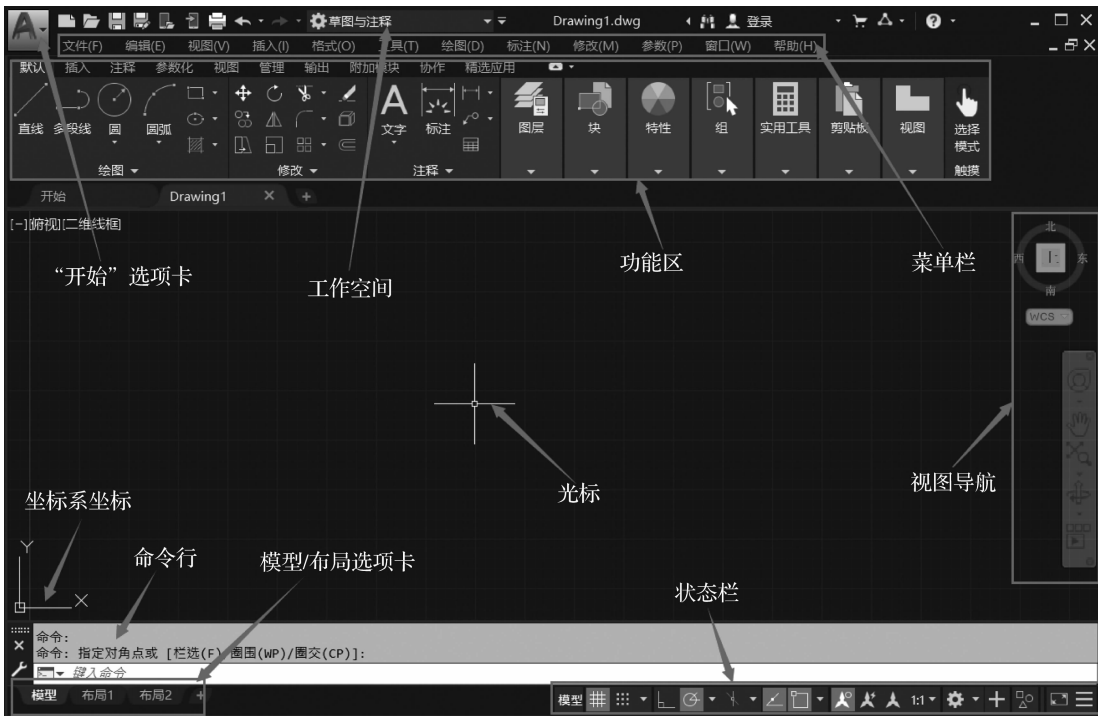 草图与注释 Drawing1.dwg 登录
文件(F) 编辑(E) 视图(V) 插入(I) 格式(O) 工具(T) 绘图(D) 标注(N) 修改(M) 参数(P) 窗口(W) 帮助(H)
默认 插入 注释 参数化 视图 管理 输出 附加模块 协作 精选应用
直线 多段线 圆 圆弧 文字 标注 图层 块 特性 组 实用工具 剪贴板 视图 选择
模式
绘图 修改 注释 触摸
开始 Drawing1
[-][俯视][二维线框]
北
西 上 东
南
WCS
“开始”选项卡
工作空间
功能区
菜单栏
光标
视图导航
坐标系坐标
命令行
模型/布局选项卡
状态栏
Y
X
命令:
命令: 指定对角点或 [栏选(F) 圈围(WP)/圈交(CP)]:
键入命令
模型 布局1 布局2
模型 1:1